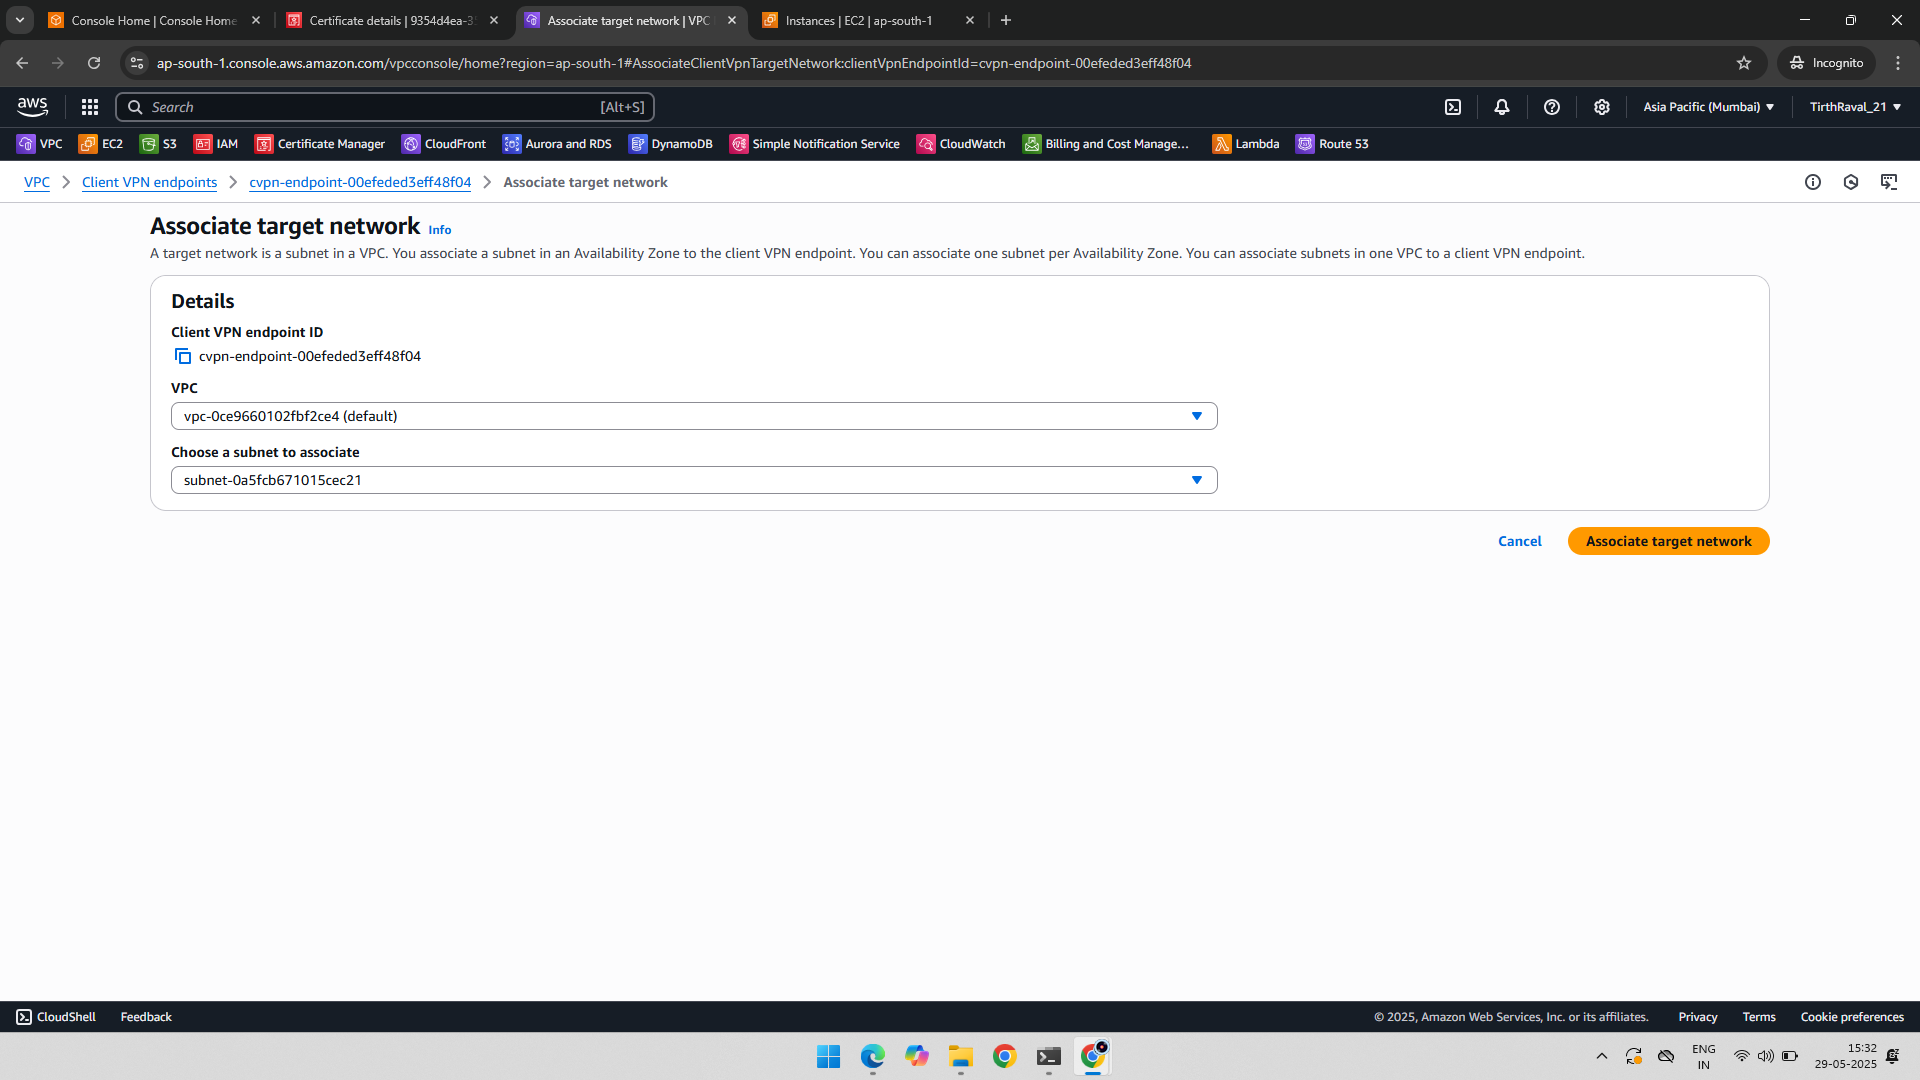 Console Home | Console Home
Certificate details | 9354d4ea-3
Associate target network | VPC
Instances | EC2 | ap-south-1
ap-south-1.console.aws.amazon.com/vpcconsole/home?region=ap-south-1#AssociateClientVpnTargetNetwork:clientVpnEndpointId=cvpn-endpoint-00efeded3eff48f04
Incognito
aws
Search
[Alt+S]
Asia Pacific (Mumbai)
TirthRaval_21
VPC
EC2
S3
IAM
Certificate Manager
CloudFront
Aurora and RDS
DynamoDB
Simple Notification Service
CloudWatch
Billing and Cost Manage...
Lambda
Route 53
VPC
Client VPN endpoints
cvpn-endpoint-00efeded3eff48f04
Associate target network
Associate target network Info
A target network is a subnet in a VPC. You associate a subnet in an Availability Zone to the client VPN endpoint. You can associate one subnet per Availability Zone. You can associate subnets in one VPC to a client VPN endpoint.
Details
Client VPN endpoint ID
cvpn-endpoint-00efeded3eff48f04
VPC
vpc-0ce9660102fbf2ce4 (default)
Choose a subnet to associate
subnet-0a5fcb671015cec21
Cancel
Associate target network
CloudShell
Feedback
© 2025, Amazon Web Services, Inc. or its affiliates.
Privacy
Terms
Cookie preferences
ENG
IN
15:32
29-05-2025